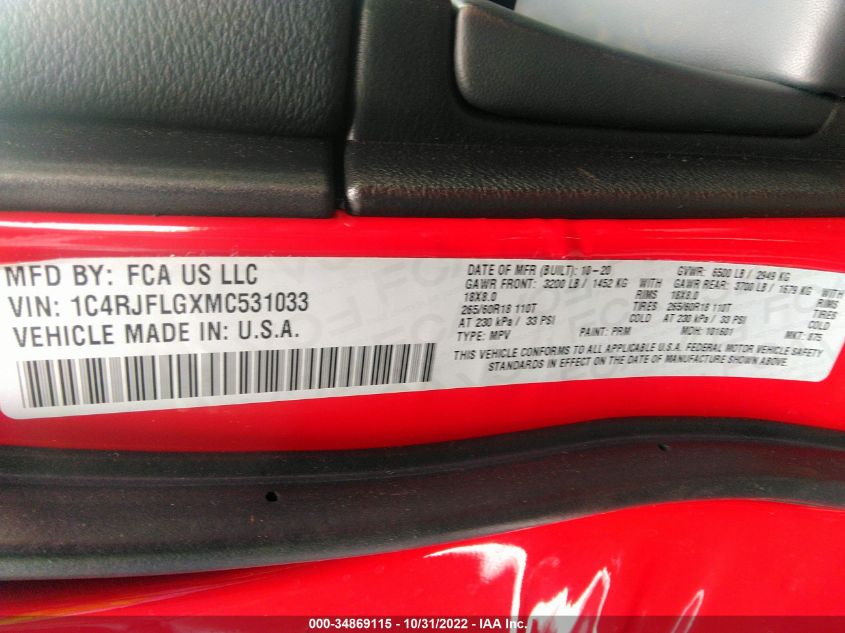 MFD BY: FCA US LLC
VIN: 1C4RJFLGXMC531033
VEHICLE MADE IN: U.S.A.
DATE OF MFR (BUILT): 10-20 GVWR: 6500 LB / 2949 KG
GAWR FRONT: 3200 LB / 1452 KG GAWR REAR: 3700 LB / 1679 KG
18X8.0 RIMS 18X8.0 RIMS
265/60R18 110T TIRES 265/60R18 110T TIRES
AT 230 kPa / 33 PSI COLD AT 230 kPa / 33 PSI COLD
TYPE: MPV PAINT: PRM MDH: 101601 MKT: 875
THIS VEHICLE CONFORMS TO ALL APPLICABLE U.S.A. FEDERAL MOTOR VEHICLE SAFETY
STANDARDS IN EFFECT ON THE DATE OF MANUFACTURE SHOWN ABOVE.
000-34869115 - 10/31/2022 - IAA Inc.